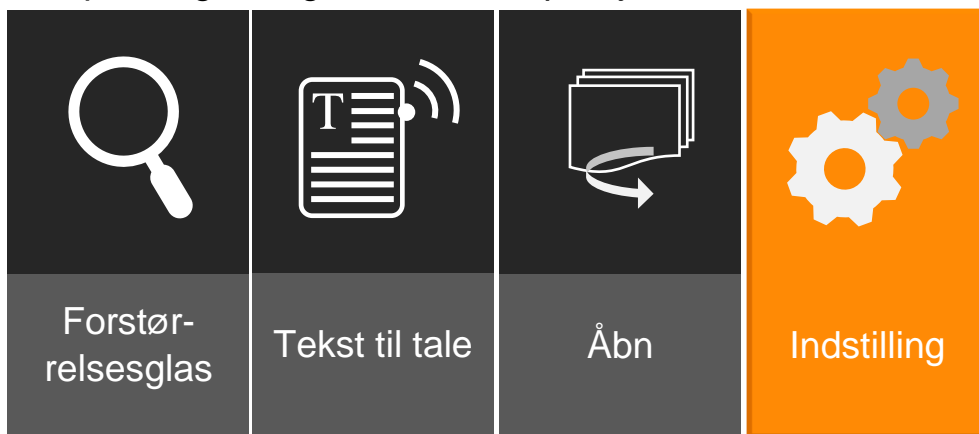 Forstør-
relsesglas
T
Tekst til tale
Åbn
Indstilling